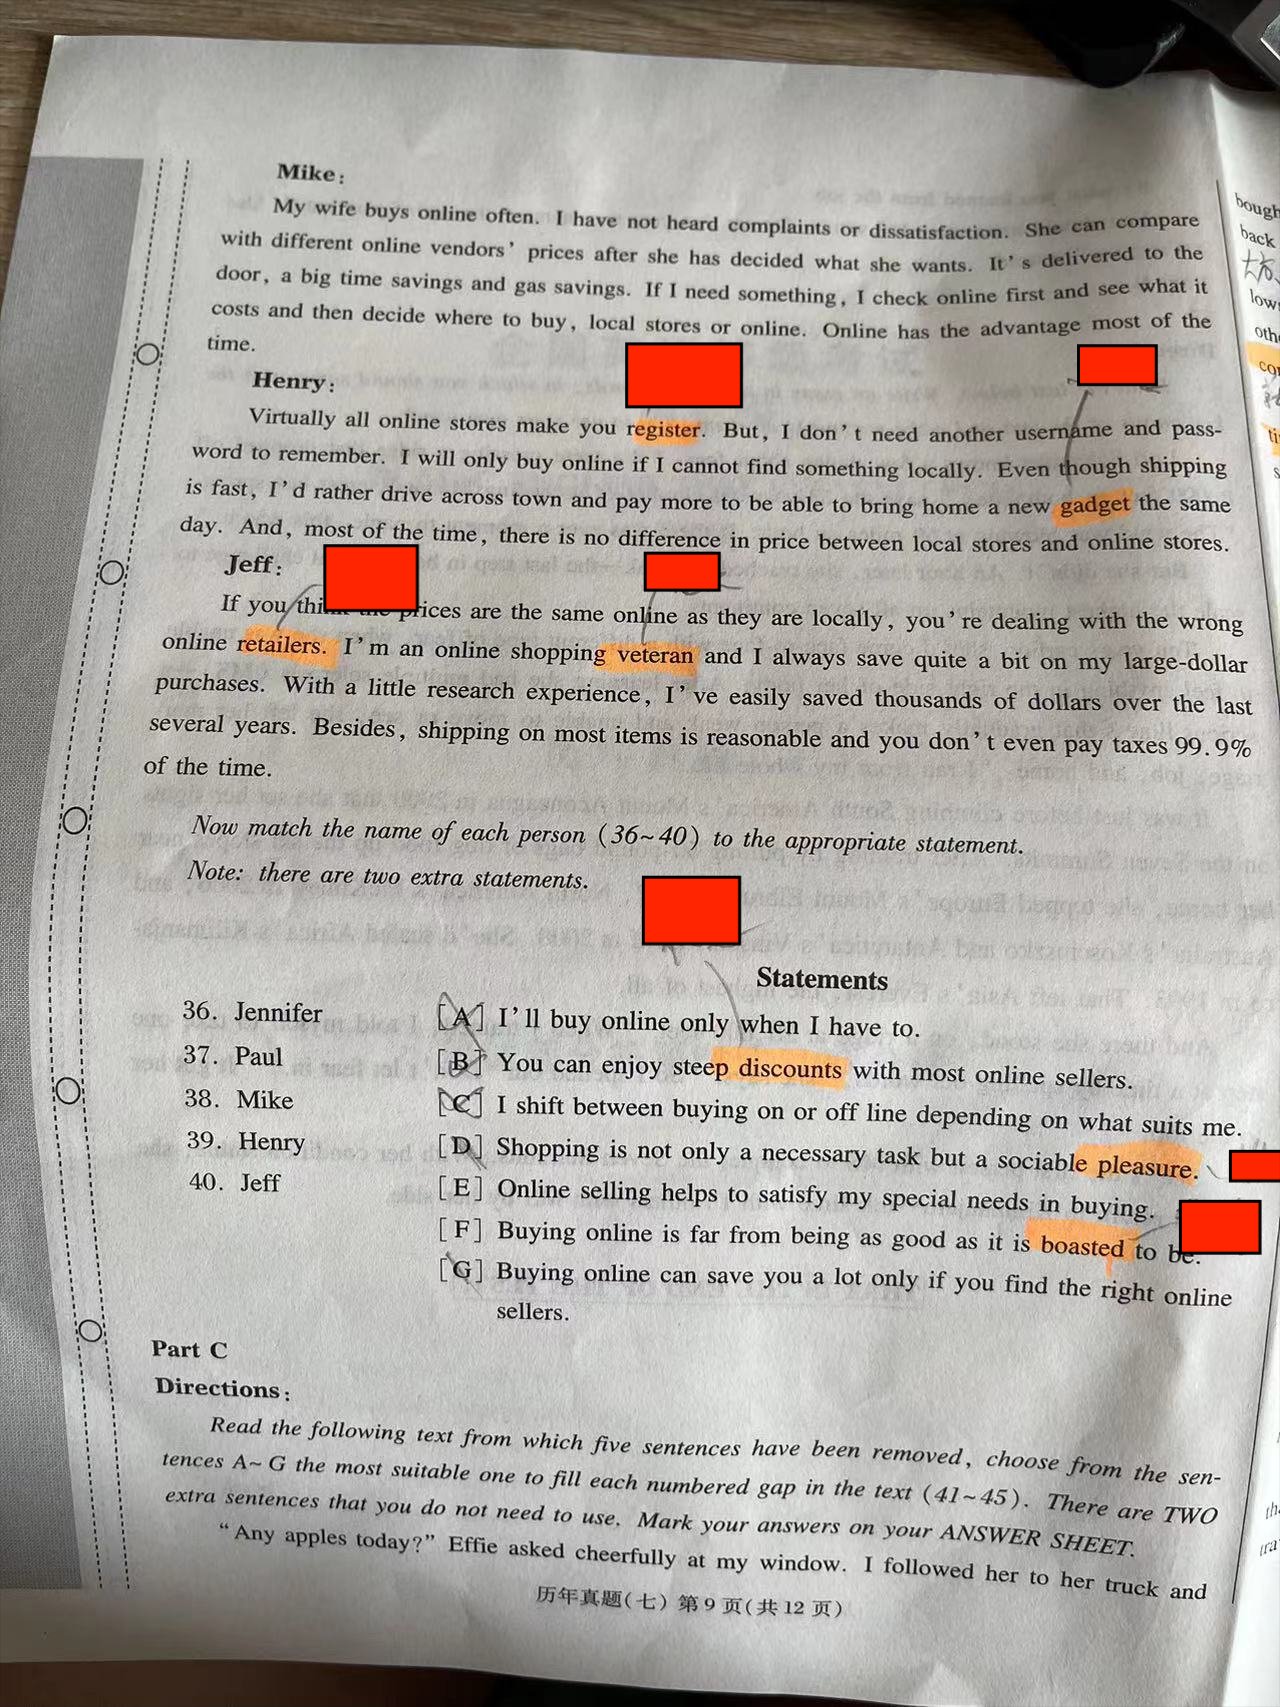 Mike:
My wife buys online often. I have not heard complaints or dissatisfaction. She can compare
with different online vendors' prices after she has decided what she wants. It's delivered to the
door, a big time savings and gas savings. If I need something, I check online first and see what it
costs and then decide where to buy, local stores or online. Online has the advantage most of the
time.
Henry:
Virtually all online stores make you register. But, I don't need another username and pass-
word to remember. I will only buy online if I cannot find something locally. Even though shipping
is fast, I'd rather drive across town and pay more to be able to bring home a new gadget the same
day. And, most of the time, there is no difference in price between local stores and online stores.
Jeff:
If you prices are the same online as they are locally, you're dealing with the wrong
online retailers. I'm an online shopping veteran and I always save quite a bit on my large-dollar
purchases. With a little research experience, I've easily saved thousands of dollars over the last
several years. Besides, shipping on most items is reasonable and you don't even pay taxes 99.9%
of the time.
Now match the name of each person (36~40) to the appropriate statement.
Note: there are two extra statements.
Statements
36. Jennifer [A] I'll buy online only when I have to.
37. Paul [B] You can enjoy steep discounts with most online sellers.
38. Mike [C] I shift between buying on or off line depending on what suits me.
39. Henry [D] Shopping is not only a necessary task but a sociable pleasure.
40. Jeff [E] Online selling helps to satisfy my special needs in buying.
[F] Buying online is far from being as good as it is boasted to be.
[G] Buying online can save you a lot only if you find the right online
sellers.
Part C
Directions:
Read the following text from which five sentences have been removed, choose from the sen-
tences A~G the most suitable one to fill each numbered gap in the text (41~45). There are TWO
extra sentences that you do not need to use. Mark your answers on your ANSWER SHEET.
"Any apples today?" Effie asked cheerfully at my window. I followed her to her truck and
历年真题(七) 第9页(共12页)
bough
back
low
oth